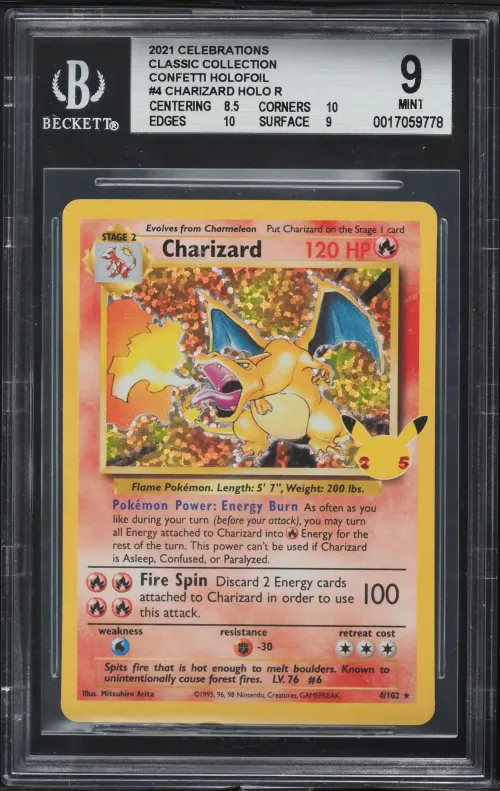 2021 CELEBRATIONS
CLASSIC COLLECTION
CONFETTI HOLOFOIL
#4 CHARIZARD HOLO R
CENTERING 8.5 CORNERS 10
EDGES 10 SURFACE 9
9
MINT
0017059778
B
BECKETT®
Evolves from Charmeleon Put Charizard on the Stage 1 card
STAGE 2
Charizard 120 HP
2 5
Flame Pokémon. Length: 5' 7", Weight: 200 lbs.
Pokémon Power: Energy Burn As often as you
like during your turn (before your attack), you may turn
all Energy attached to Charizard into Energy for the
rest of the turn. This power can't be used if Charizard
is Asleep, Confused, or Paralyzed.
Fire Spin Discard 2 Energy cards
attached to Charizard in order to use 100
this attack.
weakness resistance retreat cost
-30
Spits fire that is hot enough to melt boulders. Known to
unintentionally cause forest fires. LV. 76 #6
Illus. Mitsuhiro Arita ©1995, 96, 98 Nintendo, Creatures, GAMEFREAK. 4/102 ★